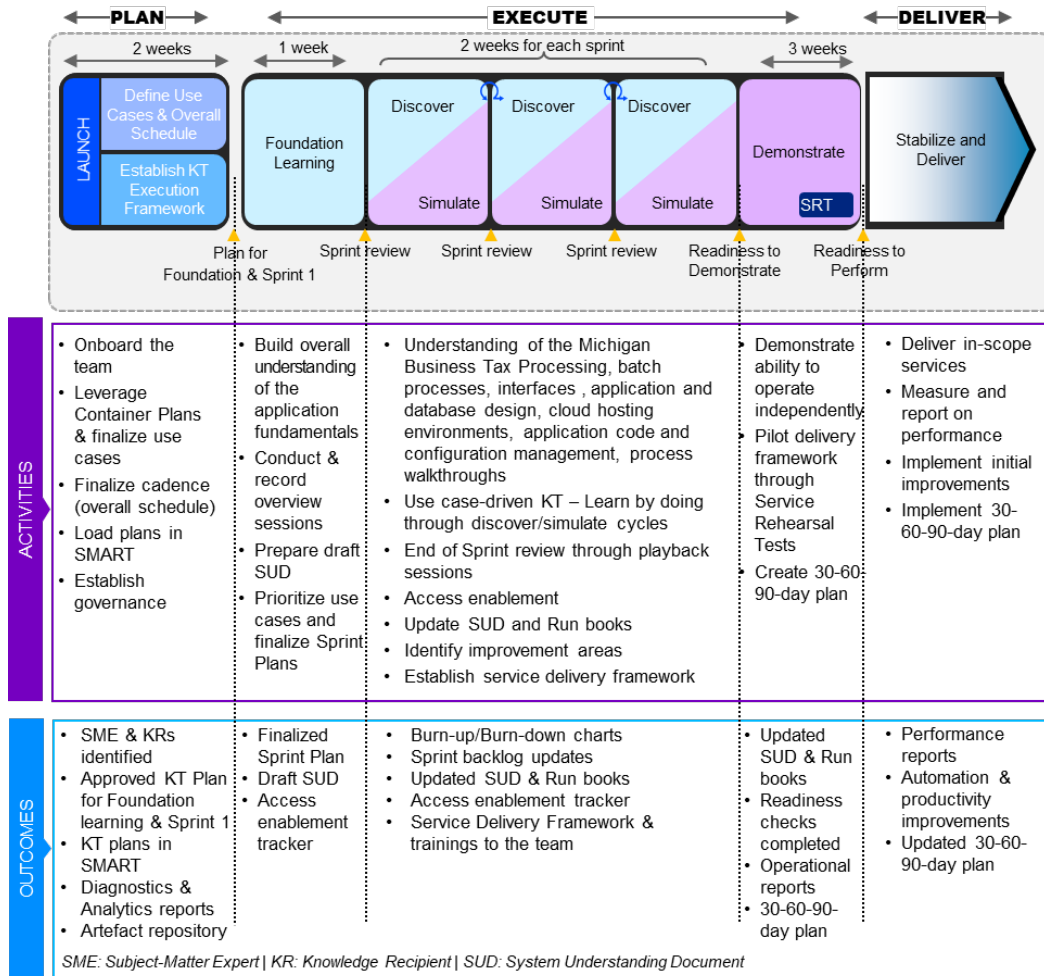 PLAN
EXECUTE
DELIVER
2 weeks
1 week
2 weeks for each sprint
3 weeks
LAUNCH
Define Use
Cases & Overall
Schedule
Establish KT
Execution
Framework
Foundation
Learning
Discover
Simulate
Discover
Simulate
Discover
Simulate
Demonstrate
SRT
Stabilize and
Deliver
Plan for
Foundation & Sprint 1
Sprint review
Sprint review
Sprint review
Readiness to
Demonstrate
Readiness to
Perform
ACTIVITIES
• Onboard the
team
• Leverage
Container Plans
& finalize use
cases
• Finalize cadence
(overall schedule)
• Load plans in
SMART
• Establish
governance
• Build overall
understanding
of the
application
fundamentals
• Conduct &
record
overview
sessions
• Prepare draft
SUD
• Prioritize use
cases and
finalize Sprint
Plans
• Understanding of the Michigan
Business Tax Processing, batch
processes, interfaces , application and
database design, cloud hosting
environments, application code and
configuration management, process
walkthroughs
• Use case-driven KT – Learn by doing
through discover/simulate cycles
• End of Sprint review through playback
sessions
• Access enablement
• Update SUD and Run books
• Identify improvement areas
• Establish service delivery framework
• Demonstrate
ability to
operate
independently
• Pilot delivery
framework
through
Service
Rehearsal
Tests
• Create 30-60-
90-day plan
• Deliver in-scope
services
• Measure and
report on
performance
• Implement initial
improvements
• Implement 30-
60-90-day plan
OUTCOMES
• SME & KRs
identified
• Approved KT Plan
for Foundation
learning & Sprint 1
• KT plans in
SMART
• Diagnostics &
Analytics reports
• Artefact repository
• Finalized
Sprint Plan
• Draft SUD
• Access
enablement
tracker
• Burn-up/Burn-down charts
• Sprint backlog updates
• Updated SUD & Run books
• Access enablement tracker
• Service Delivery Framework &
trainings to the team
• Updated
SUD & Run
books
• Readiness
checks
completed
• Operational
reports
• 30-60-90-
day plan
• Performance
reports
• Automation &
productivity
improvements
• Updated 30-60-
90-day plan
SME: Subject-Matter Expert | KR: Knowledge Recipient | SUD: System Understanding Document